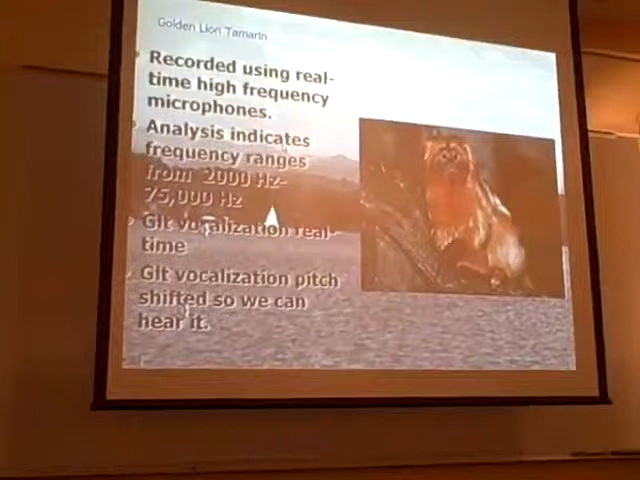 Golden Lion Tamarin
Recorded using real-
time high frequency
microphones.
Analysis indicates
frequency ranges
from 2000 Hz-
75,000 Hz
Glt vocalization real-
time
Glt vocalization pitch
shifted so we can
hear it.